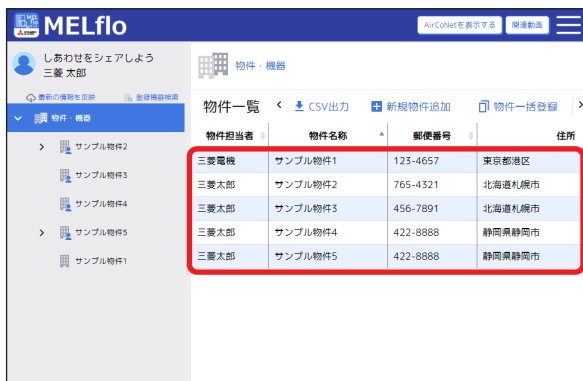 MELflo
AirCoNetを表示する
関連動画
しあわせをシェアしよう
三菱 太郎
最新の情報を反映
登録機器検索
物件・機器
サンプル物件2
サンプル物件3
サンプル物件4
サンプル物件5
サンプル物件1
物件・機器
物件一覧 CSV出力 新規物件追加 物件一括登録
物件担当者 物件名称 郵便番号 住所
三菱電機 サンプル物件1 123-4657 東京都港区
三菱太郎 サンプル物件2 765-4321 北海道札幌市
三菱太郎 サンプル物件3 456-7891 北海道札幌市
三菱太郎 サンプル物件4 422-8888 静岡県静岡市
三菱太郎 サンプル物件5 422-8888 静岡県静岡市